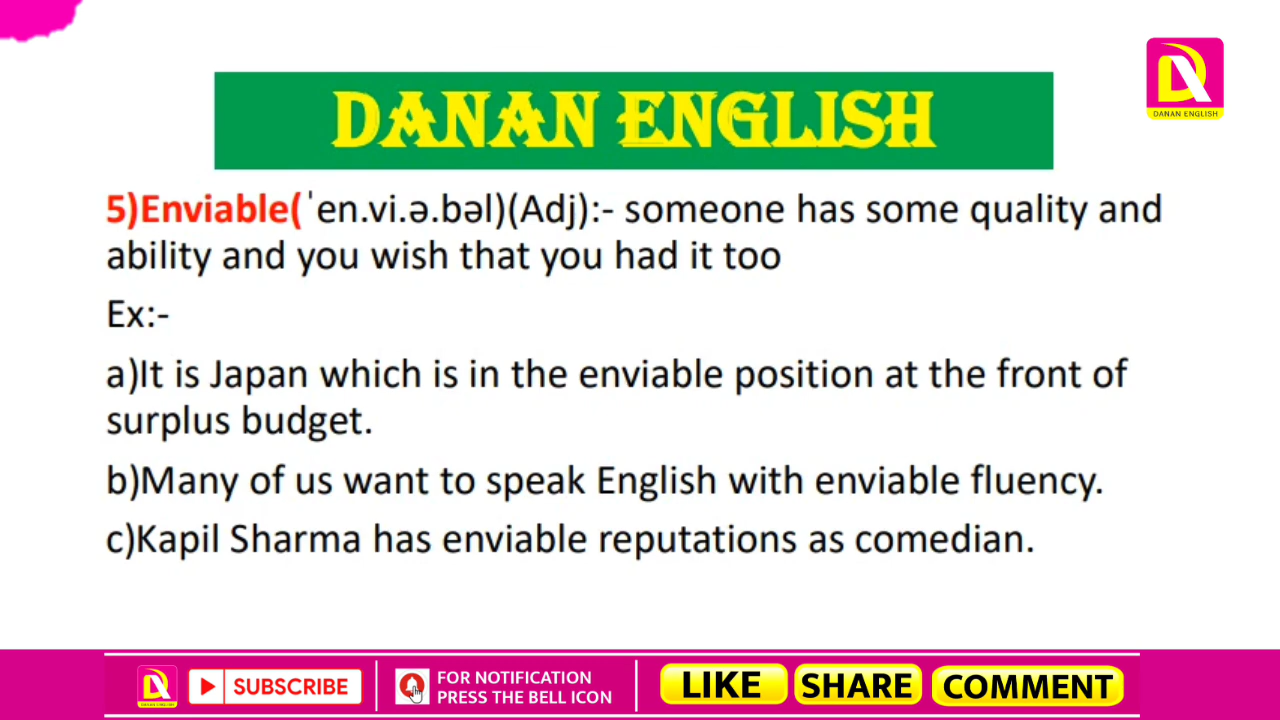 DANAN ENGLISH
DANAN ENGLISH
5)Enviable(ˈen.vi.ə.bəl)(Adj):- someone has some quality and
ability and you wish that you had it too
Ex:-
a)It is Japan which is in the enviable position at the front of
surplus budget.
b)Many of us want to speak English with enviable fluency.
c)Kapil Sharma has enviable reputations as comedian.
DANAN ENGLISH
SUBSCRIBE
FOR NOTIFICATION
PRESS THE BELL ICON
LIKE
SHARE
COMMENT